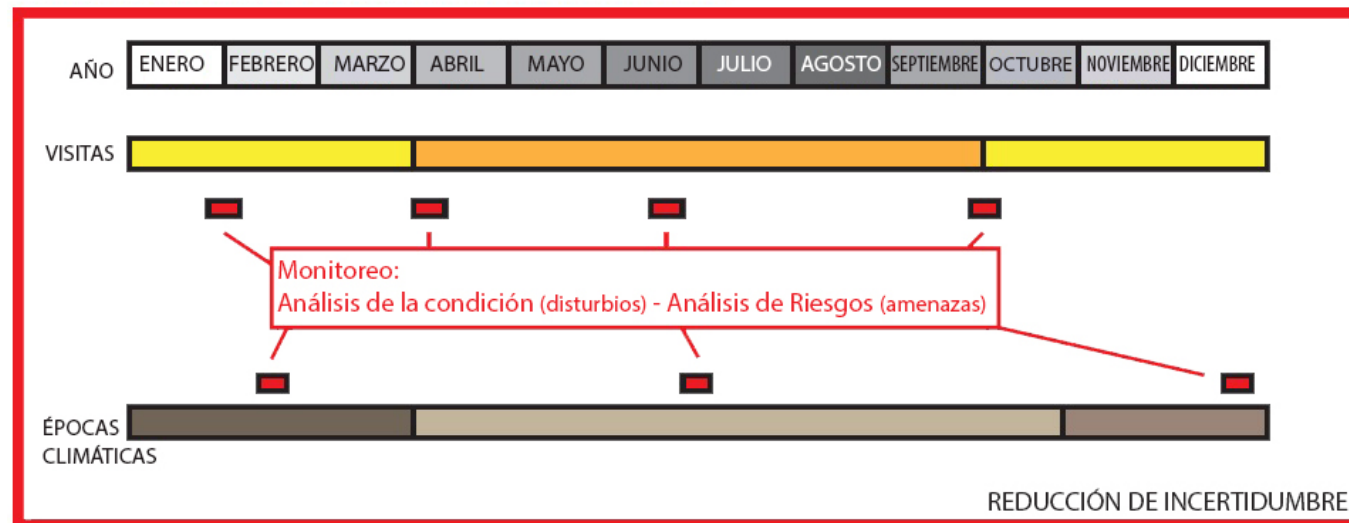 AÑO ENERO FEBRERO MARZO ABRIL MAYO JUNIO JULIO AGOSTO SEPTIEMBRE OCTUBRE NOVIEMBRE DICIEMBRE
VISITAS
Monitoreo:
Análisis de la condición (disturbios) - Análisis de Riesgos (amenazas)
ÉPOCAS
CLIMÁTICAS
REDUCCIÓN DE INCERTIDUMBRE